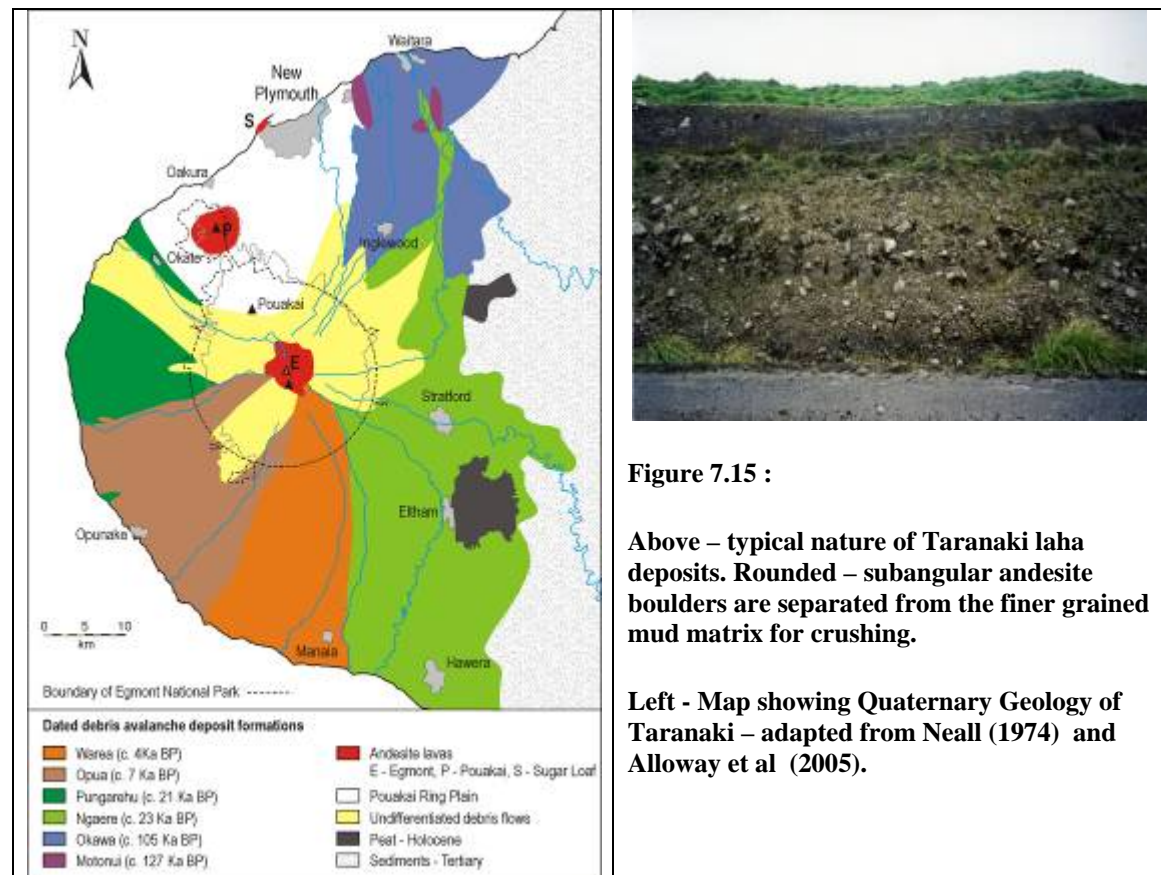 N
Waitara
New
Plymouth
S
Oakura
P
Okato
Pouakai
Inglewood
E
Stratford
Eltham
Opunake
Manaia
Hawera
0 5 10
km
Boundary of Egmont National Park -------
Dated debris avalanche deposit formations
Warea (c. 4Ka BP)
Opua (c. 7 Ka BP)
Pungarehu (c. 21 Ka BP)
Ngaere (c. 23 Ka BP)
Okawa (c. 105 Ka BP)
Motonui (c. 127 Ka BP)
Andesite lavas
E - Egmont, P - Pouakai, S - Sugar Loaf
Pouakai Ring Plain
Undifferentiated debris flows
Peat - Holocene
Sediments - Tertiary
Figure 7.15 :
Above – typical nature of Taranaki laha
deposits. Rounded – subangular andesite
boulders are separated from the finer grained
mud matrix for crushing.
Left - Map showing Quaternary Geology of
Taranaki – adapted from Neall (1974) and
Alloway et al (2005).